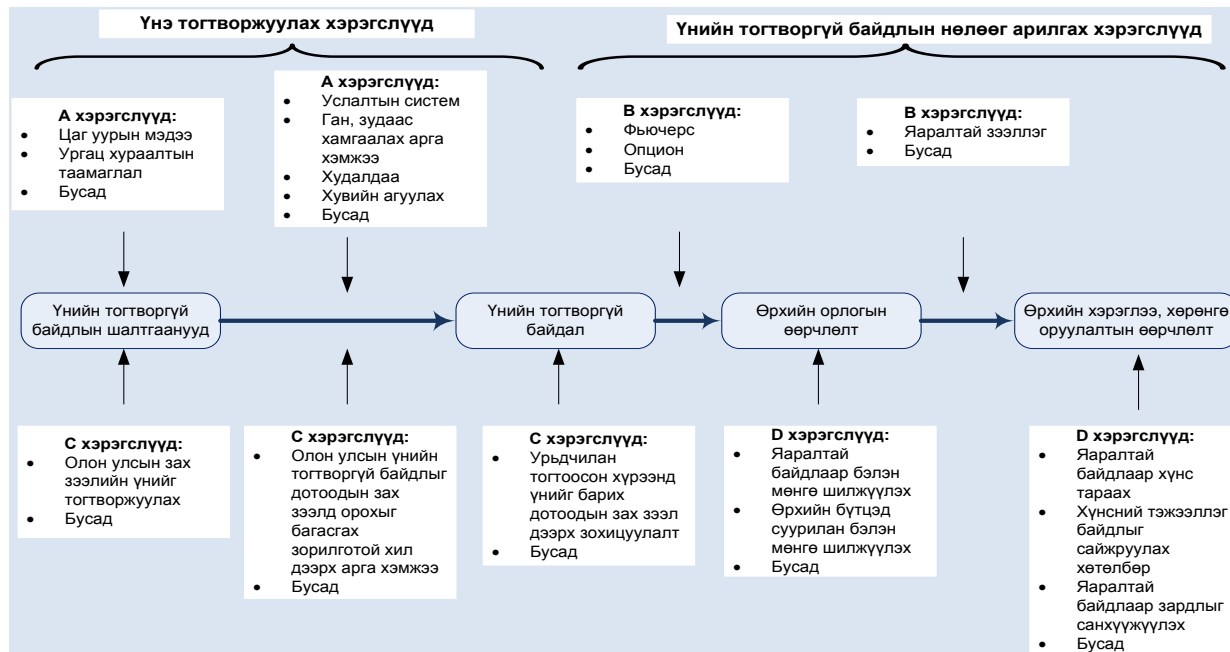 Үнэ тогтворжуулах хэрэгслүүд
Үнийн тогтворгүй байдлын нөлөөг арилгах хэрэгслүүд
А хэрэгслүүд:
• Цаг уурын мэдээ
• Ургац хураалтын
таамаглал
• Бусад
А хэрэгслүүд:
• Услалтын систем
• Ган, зудаас
хамгаалах арга
хэмжээ
• Худалдаа
• Хувийн агуулах
• Бусад
В хэрэгслүүд:
• Фьючерс
• Опцион
• Бусад
В хэрэгслүүд:
• Яаралтай зээллэг
• Бусад
Үнийн тогтворгүй
байдлын шалтгаанууд
Үнийн тогтворгүй
байдал
Өрхийн орлогын
өөрчлөлт
Өрхийн хэрэглээ, хөрөнгө
оруулалтын өөрчлөлт
С хэрэгслүүд:
• Олон улсын зах
зээлийн үнийг
тогтворжуулах
• Бусад
С хэрэгслүүд:
• Олон улсын үнийн
тогтворгүй байдлыг
дотоодын зах
зээлд орохыг
багасгах
зорилготой хил
дээрх арга хэмжээ
• Бусад
С хэрэгслүүд:
• Урьдчилан
тогтоосон хүрээнд
үнийг барих
дотоодын зах зээл
дээрх зохицуулалт
• Бусад
D хэрэгслүүд:
• Яаралтай
байдлаар бэлэн
мөнгө шилжүүлэх
• Өрхийн бүтцэд
суурилан бэлэн
мөнгө шилжүүлэх
• Бусад
D хэрэгслүүд:
• Яаралтай
байдлаар хүнс
тараах
• Хүнсний тэжээллэг
байдлыг
сайжруулах
хөтөлбөр
• Яаралтай
байдлаар зардлыг
санхүүжүүлэх
• Бусад